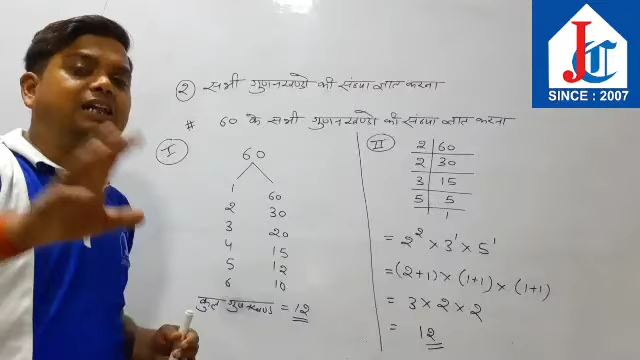 ② सभी गुणनखण्डो की संख्या ज्ञात करना
# 60 के सभी गुणनखण्डो की संख्या ज्ञात करना
I
60
1 60
2 30
3 20
4 15
5 12
6 10
कुल गुणनखण्ड = 12
II
2 60
2 30
3 15
5 5
1
= 2² × 3¹ × 5¹
= (2+1) × (1+1) × (1+1)
= 3 × 2 × 2
= 12
JTC
SINCE : 2007